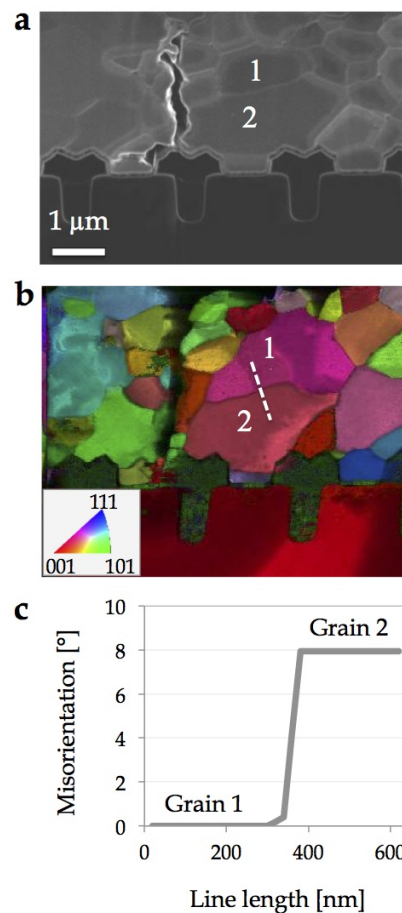 a
1
2
1 µm
b
1
2
111
001 101
c
10
8
6
4
2
0
Misorientation [°]
Grain 2
Grain 1
0 200 400 600
Line length [nm]